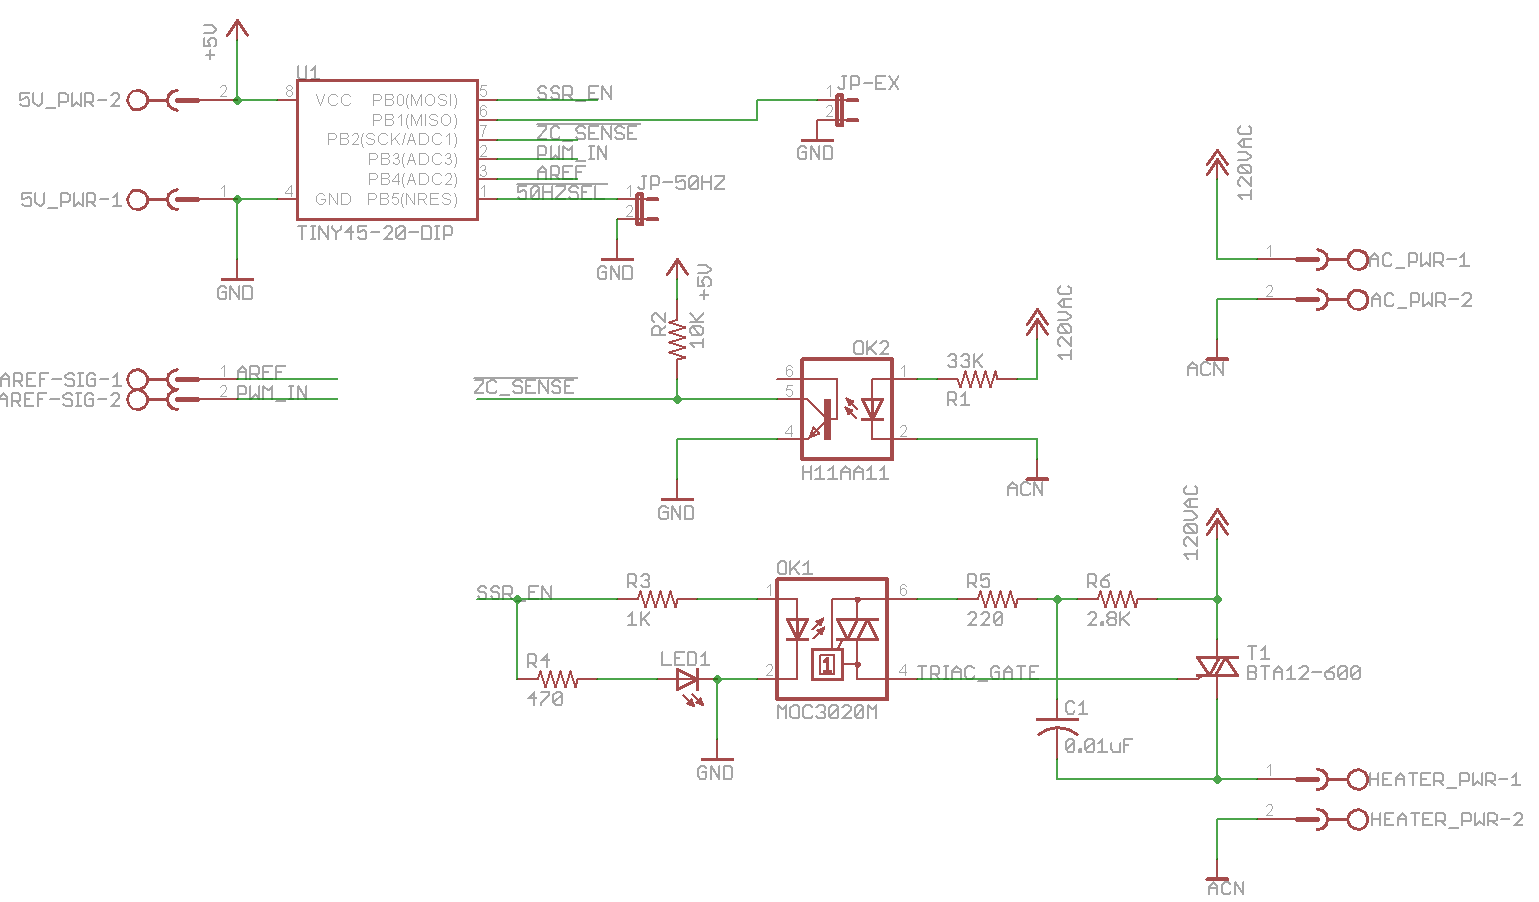 +5V
U1
5V_PWR-2
2
8
VCC
PB0(MOSI)
5
SSR_EN
PB1(MISO)
6
PB2(SCK/ADC1)
7
ZC_SENSE
PB3(ADC3)
2
PWM_IN
PB4(ADC2)
3
AREF
5V_PWR-1
1
4
GND
PB5(NRES)
1
50HZSEL
TINY45-20-DIP
GND
JP-EX
1
2
GND
JP-50HZ
1
2
GND
120VAC
1
AC_PWR-1
2
AC_PWR-2
ACN
AREF-SIG-1
1
AREF
AREF-SIG-2
2
PWM_IN
+5V
R2
10K
ZC_SENSE
OK2
6
5
4
1
2
H11AA11
33K
R1
120VAC
ACN
GND
SSR_EN
R3
1K
R4
470
LED1
GND
OK1
1
2
6
4
1
MOC3020M
R5
220
R6
2.8K
120VAC
TRIAC_GATE
T1
BTA12-600
C1
0.01uF
1
HEATER_PWR-1
2
HEATER_PWR-2
ACN